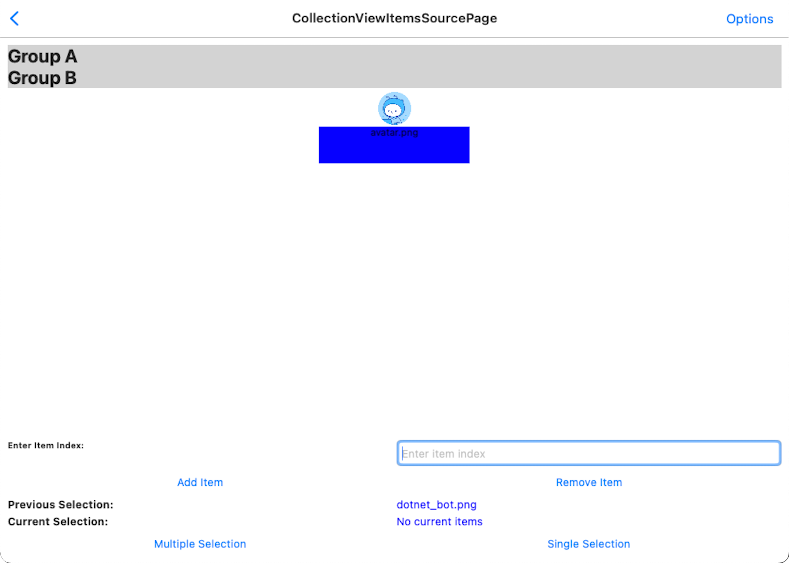 CollectionViewItemsSourcePage
Options
Group A
Group B
avatar.png
Enter Item Index:
Enter item index
Add Item
Remove Item
Previous Selection:
dotnet_bot.png
Current Selection:
No current items
Multiple Selection
Single Selection